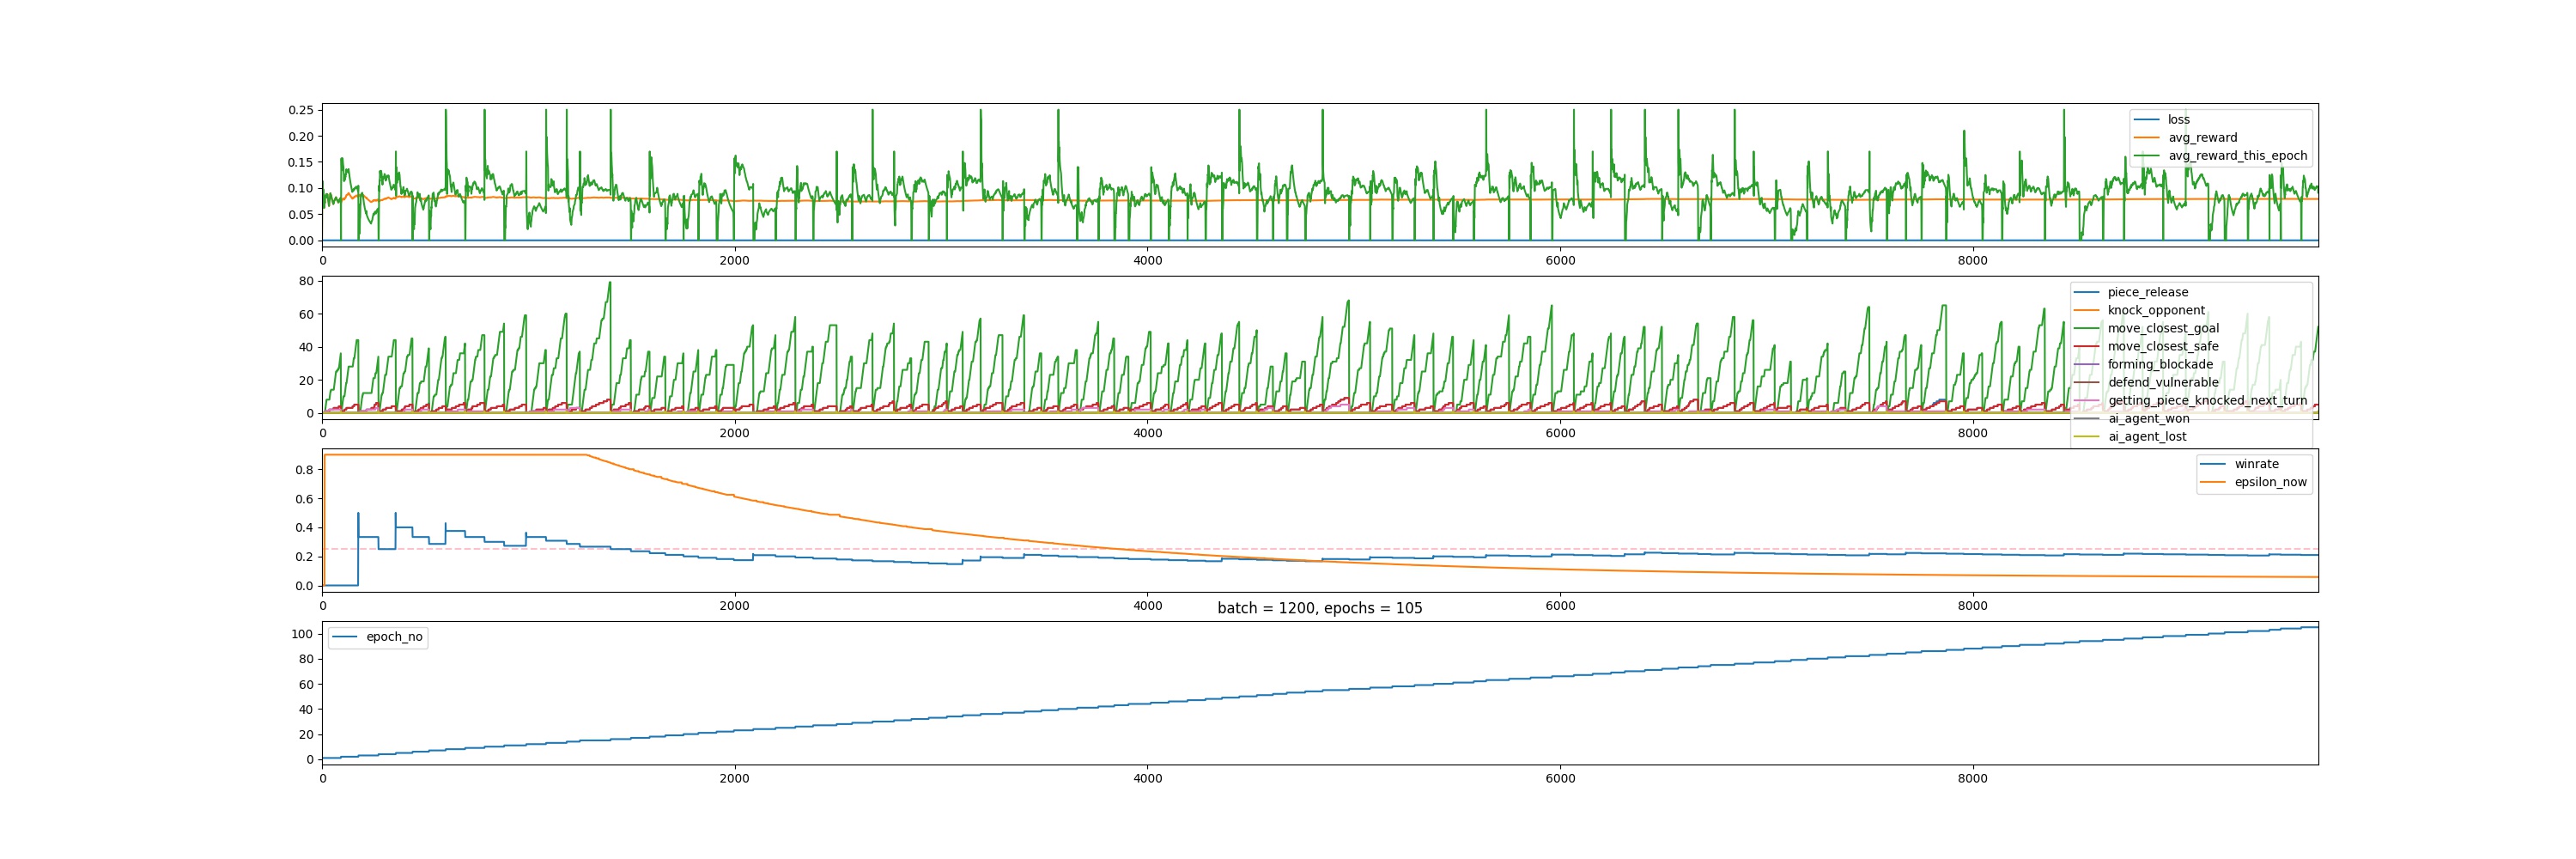 0.25
0.20
0.15
0.10
0.05
0.00
loss
avg_reward
avg_reward_this_epoch
0 2000 4000 6000 8000
80
60
40
20
0
piece_release
knock_opponent
move_closest_goal
move_closest_safe
forming_blockade
defend_vulnerable
getting_piece_knocked_next_turn
ai_agent_won
ai_agent_lost
0 2000 4000 6000 8000
0.8
0.6
0.4
0.2
0.0
winrate
epsilon_now
0 2000 4000 6000 8000
batch = 1200, epochs = 105
100
80
60
40
20
0
epoch_no
0 2000 4000 6000 8000